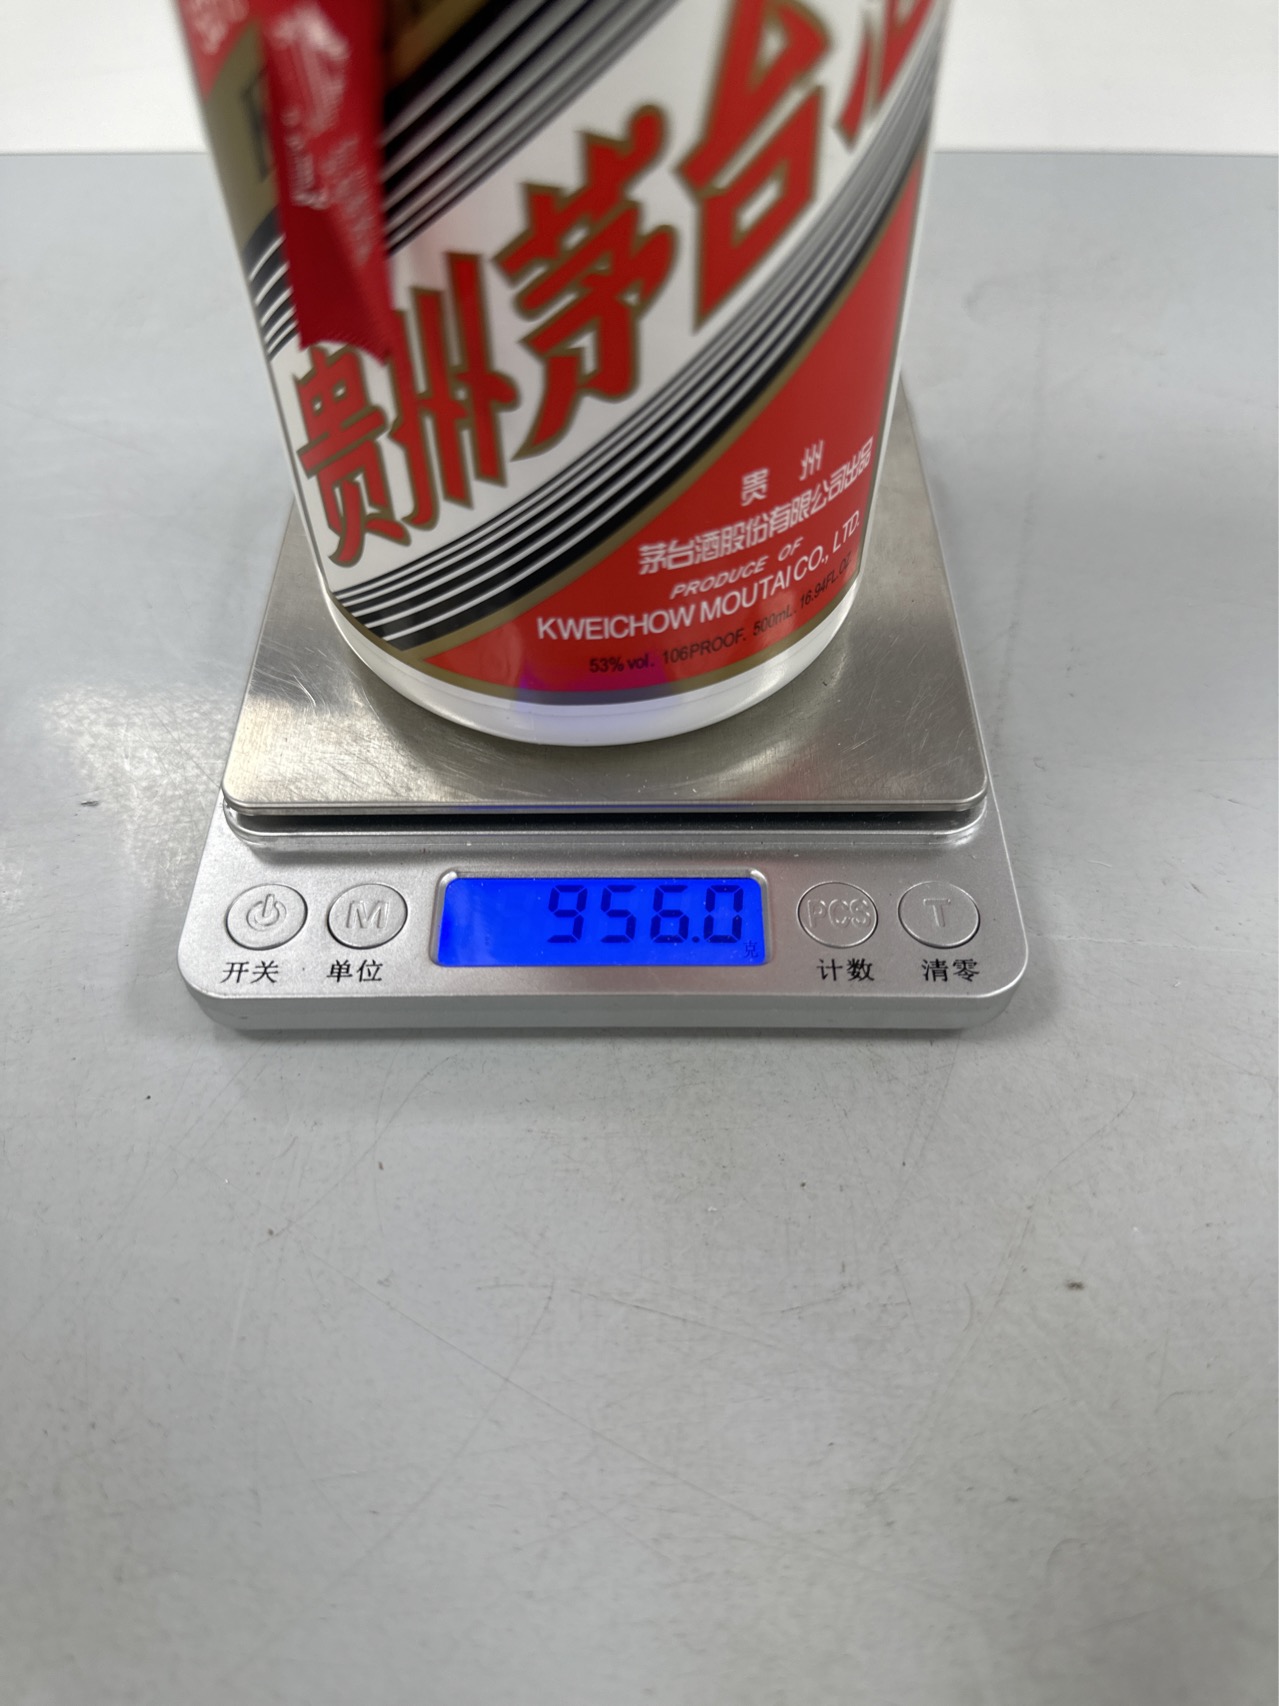 贵州茅台
贵州
茅台酒股份有限公司出品
PRODUCE OF
KWEICHOW MOUTAI CO., LTD.
53% vol. 106PROOF. 500mL. 16.94FL.OZ
956.0
克
M
PCS
T
开关
单位
计数
清零